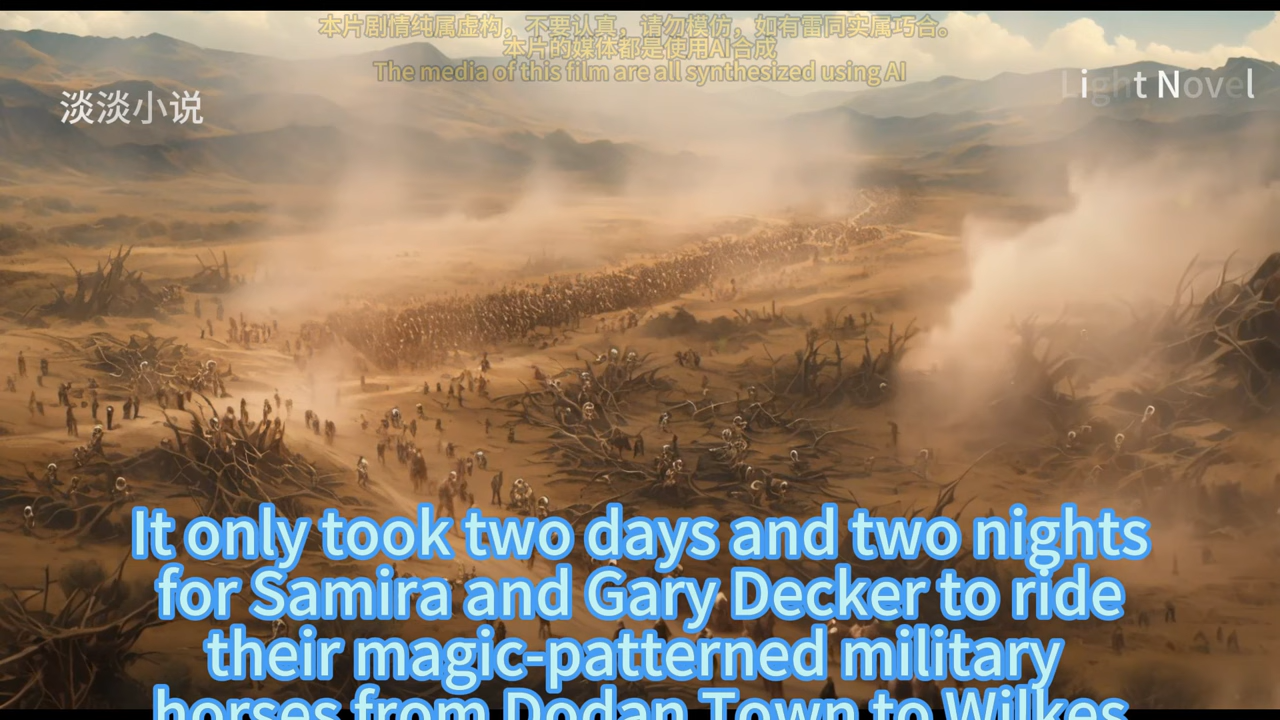 本片剧情纯属虚构，不要认真，请勿模仿，如有雷同实属巧合。
本片的媒体都是使用AI合成
The media of this film are all synthesized using AI
淡淡小说
Light Novel
It only took two days and two nights
for Samira and Gary Decker to ride
their magic-patterned military
horses from Dodan Town to Wilkes